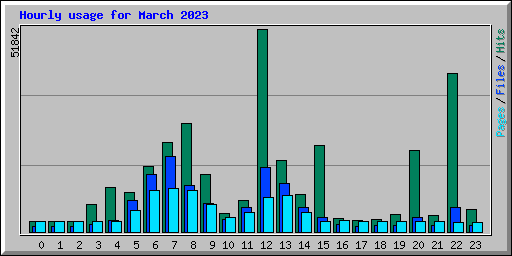 Hourly usage for March 2023
51842
Pages/Files/Hits
0 1 2 3 4 5 6 7 8 9 10 11 12 13 14 15 16 17 18 19 20 21 22 23